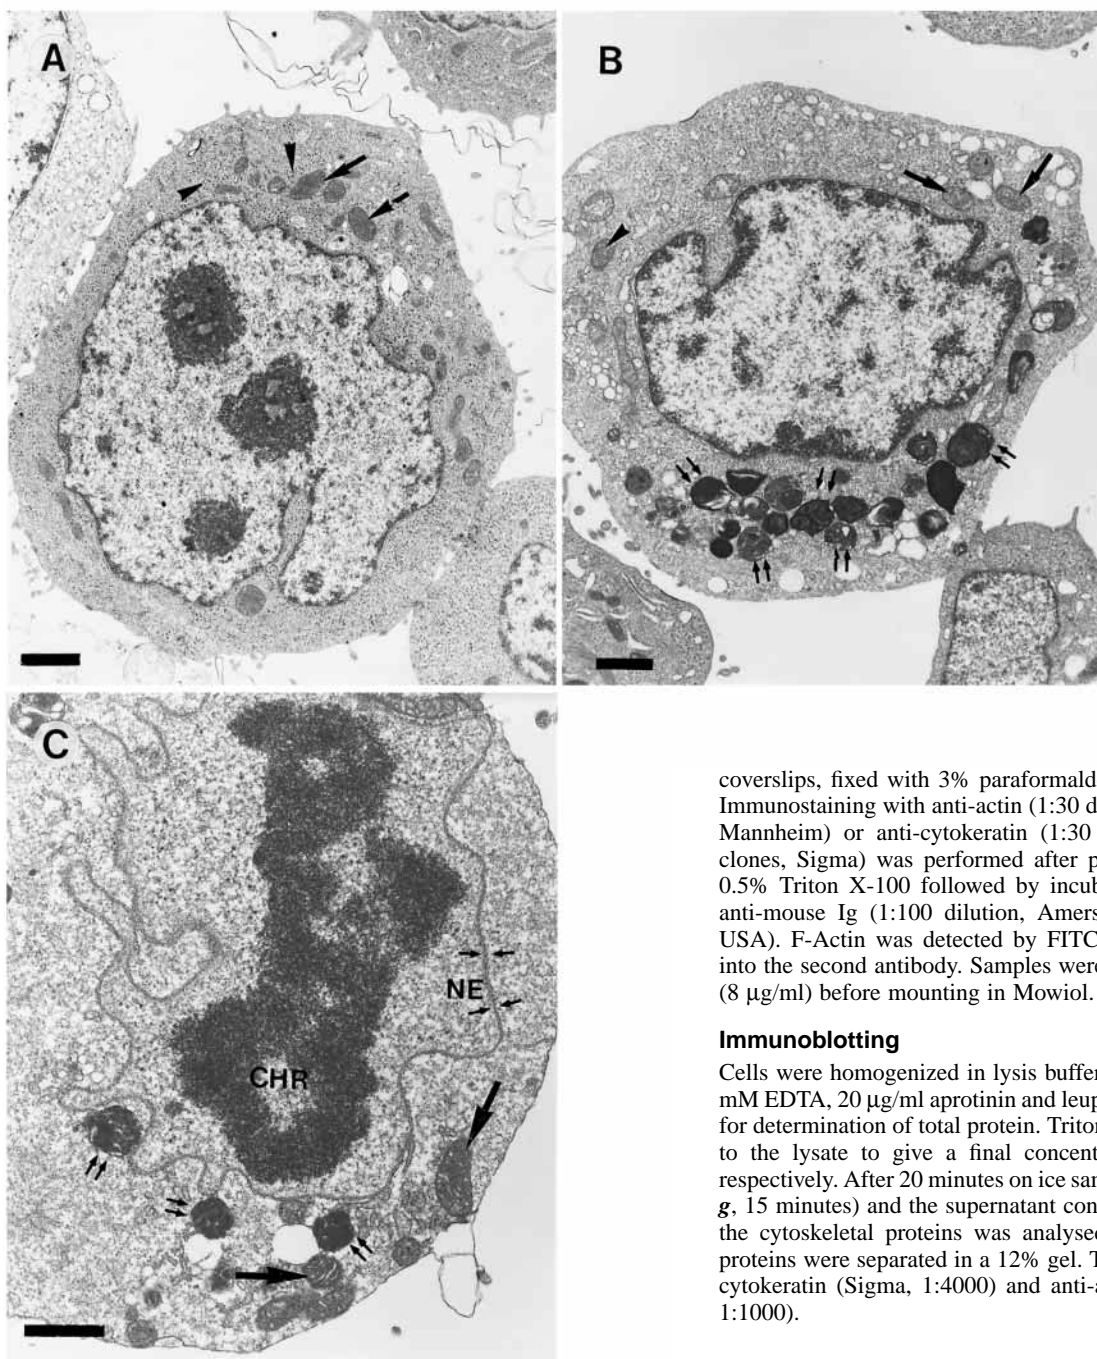 A
B
C
NE
CHR
coverslips, fixed with 3% paraformald
Immunostaining with anti-actin (1:30 d
Mannheim) or anti-cytokeratin (1:30
clones, Sigma) was performed after p
0.5% Triton X-100 followed by incub
anti-mouse Ig (1:100 dilution, Amers
USA). F-Actin was detected by FITC
into the second antibody. Samples were
(8 μg/ml) before mounting in Mowiol.
Immunoblotting
Cells were homogenized in lysis buffer
mM EDTA, 20 μg/ml aprotinin and leup
for determination of total protein. Triton
to the lysate to give a final concent
respectively. After 20 minutes on ice san
g, 15 minutes) and the supernatant con
the cytoskeletal proteins was analysed
proteins were separated in a 12% gel. T
cytokeratin (Sigma, 1:4000) and anti-a
1:1000).